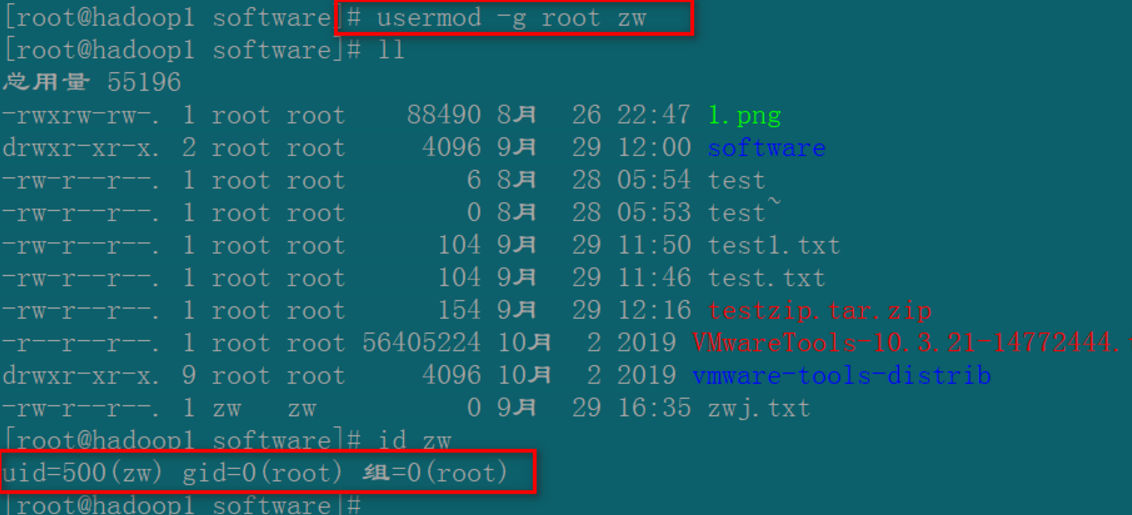 [root@hadoop1 software]# usermod -g root zw
[root@hadoop1 software]# ll
总用量 55196
-rwxrw-rw-. 1 root root    88490 8月  26 22:47 1.png
drwxr-xr-x. 2 root root     4096 9月  29 12:00 software
-rw-r--r--. 1 root root        6 8月  28 05:54 test
-rw-r--r--. 1 root root        0 8月  28 05:53 test~
-rw-r--r--. 1 root root      104 9月  29 11:50 test1.txt
-rw-r--r--. 1 root root      104 9月  29 11:46 test.txt
-rw-r--r--. 1 root root      154 9月  29 12:16 testzip.tar.zip
-r--r--r--. 1 root root 56405224 10月  2 2019 VMwareTools-10.3.21-14772444.
drwxr-xr-x. 9 root root     4096 10月  2 2019 vmware-tools-distrib
-rw-r--r--. 1 zw   zw          0 9月  29 16:35 zwj.txt
[root@hadoop1 software]# id zw
uid=500(zw) gid=0(root) 组=0(root)
[root@hadoop1 software]#